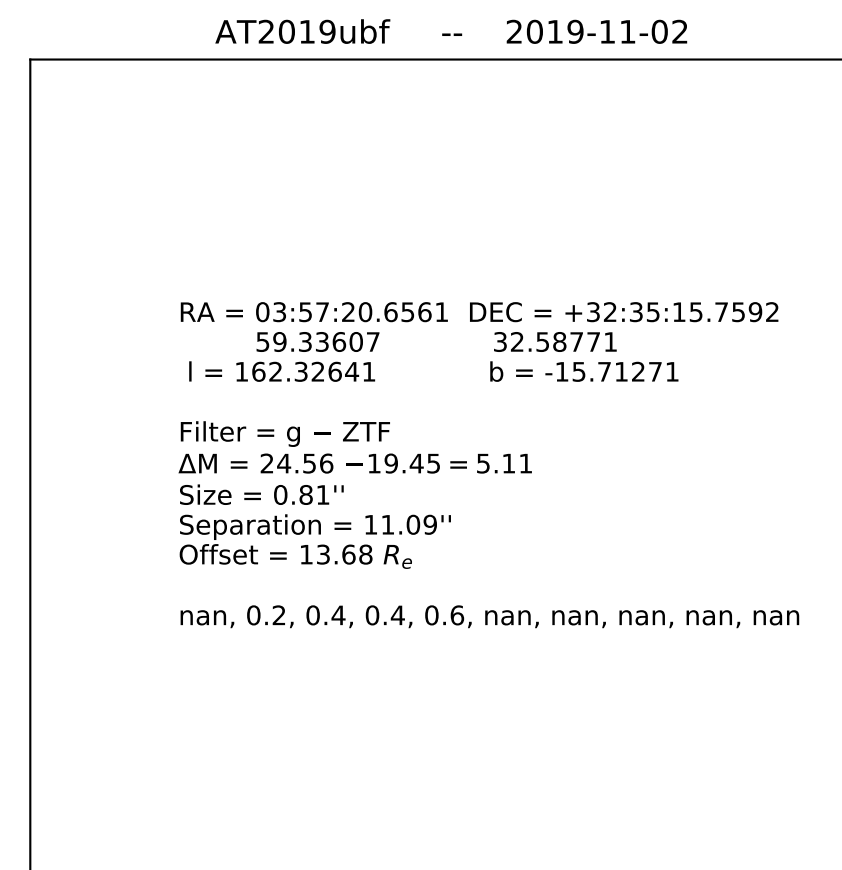 AT2019ubf -- 2019-11-02
RA = 03:57:20.6561 DEC = +32:35:15.7592
59.33607 32.58771
l = 162.32641 b = -15.71271
Filter = g − ZTF
ΔM = 24.56 −19.45 = 5.11
Size = 0.81''
Separation = 11.09''
Offset = 13.68 Re
nan, 0.2, 0.4, 0.4, 0.6, nan, nan, nan, nan, nan